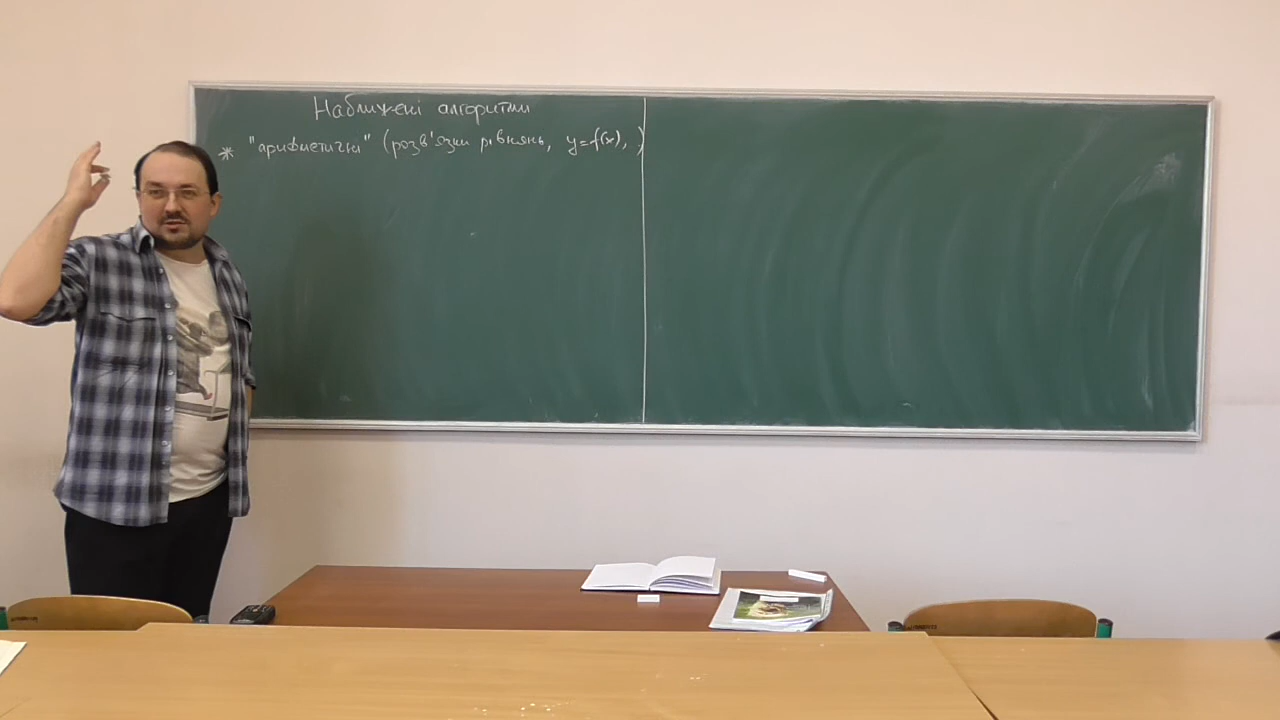 Наближені алгоритми
* "арифметичні" (розв'язки рівнянь, y=f(x), )